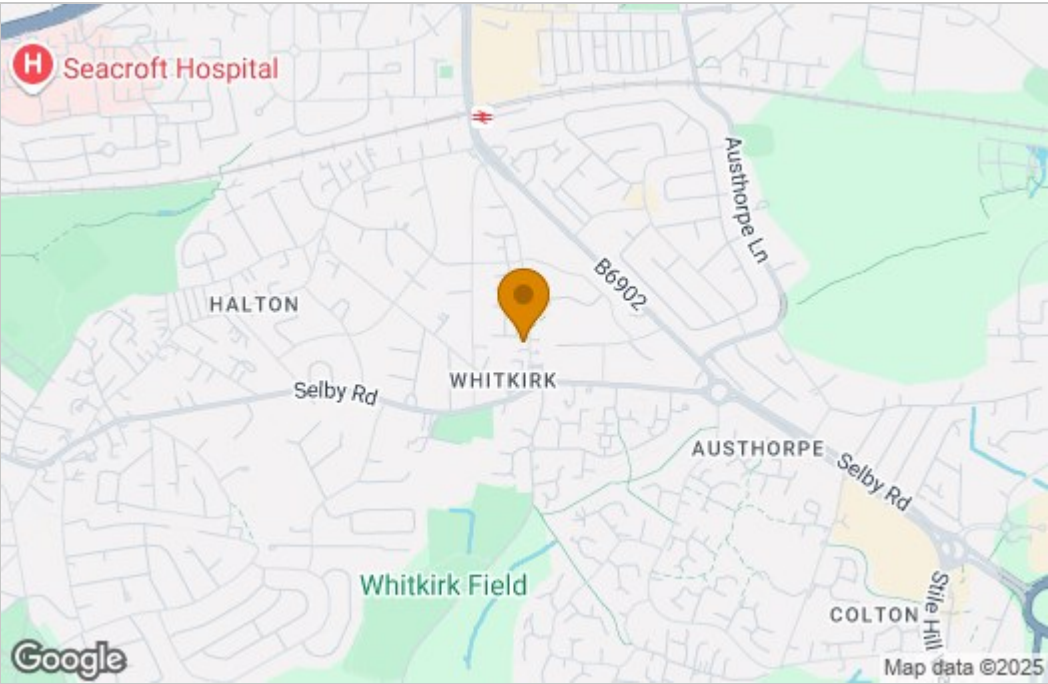 H
Seacroft Hospital
Austhorpe Ln
B6902
HALTON
WHITKIRK
Selby Rd
AUSTHORPE
Selby Rd
Whitkirk Field
COLTON
Stile Hill
Google
Map data ©2025